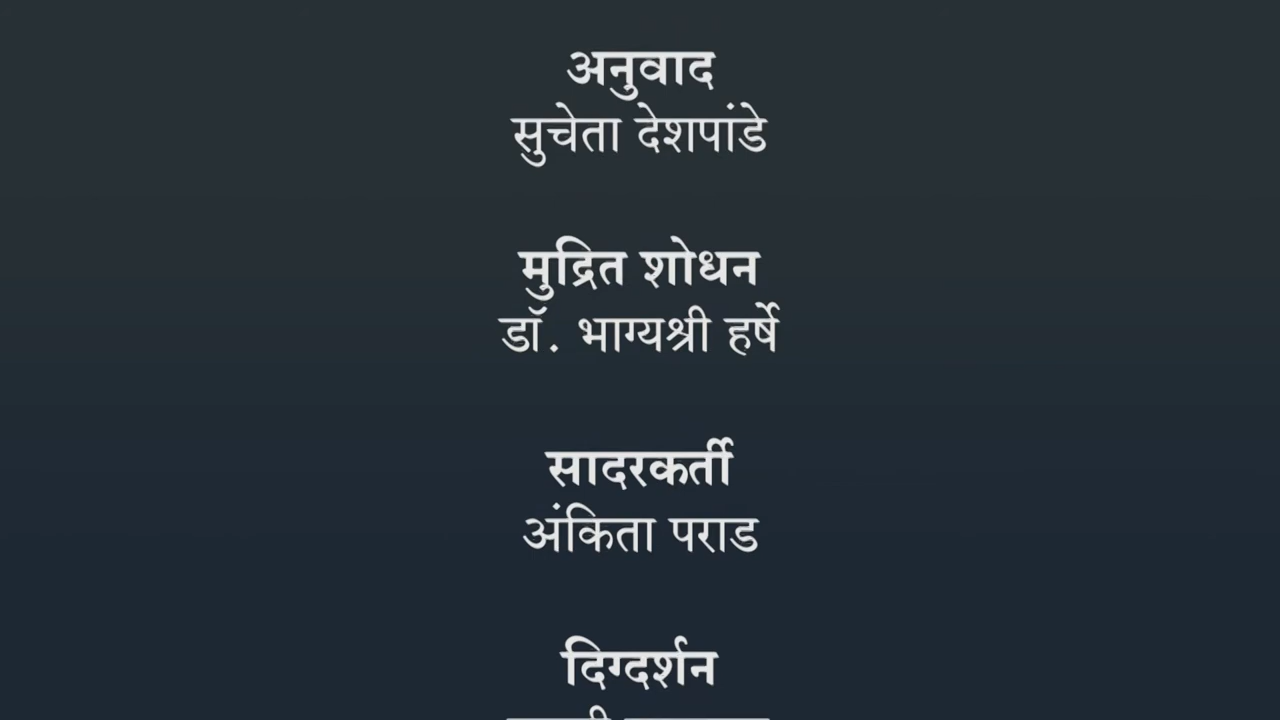 अनुवाद
सुचेता देशपांडे
मुद्रित शोधन
डॉ. भाग्यश्री हर्षे
सादरकर्ती
अंकिता पराड
दिग्दर्शन